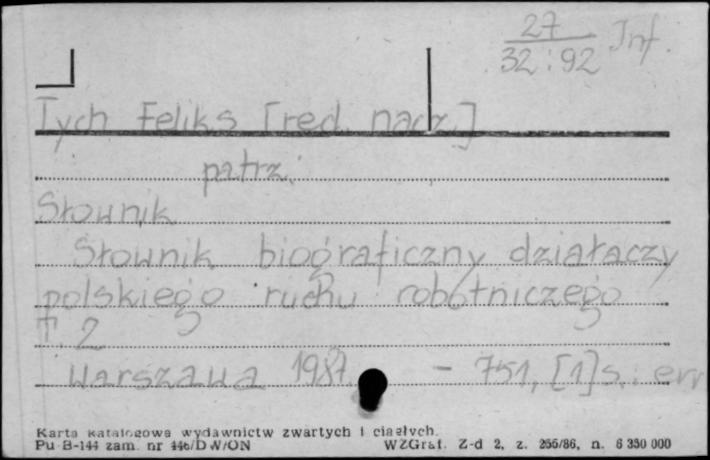 27 Inf.
32:92
Tych Feliks [red. nacz.]
patrz:
Słownik
Słownik biograficzny działaczy
polskiego ruchu robotniczego
T. 2
Warszawa 1987. - 751, [1] s.: err
Karta katalogowa wydawnictw zwartych i ciągłych.
Pu B-144 zam. nr 446/DW/ON WZGraf. Z-d 2, z. 255/86, n. 6 350 000